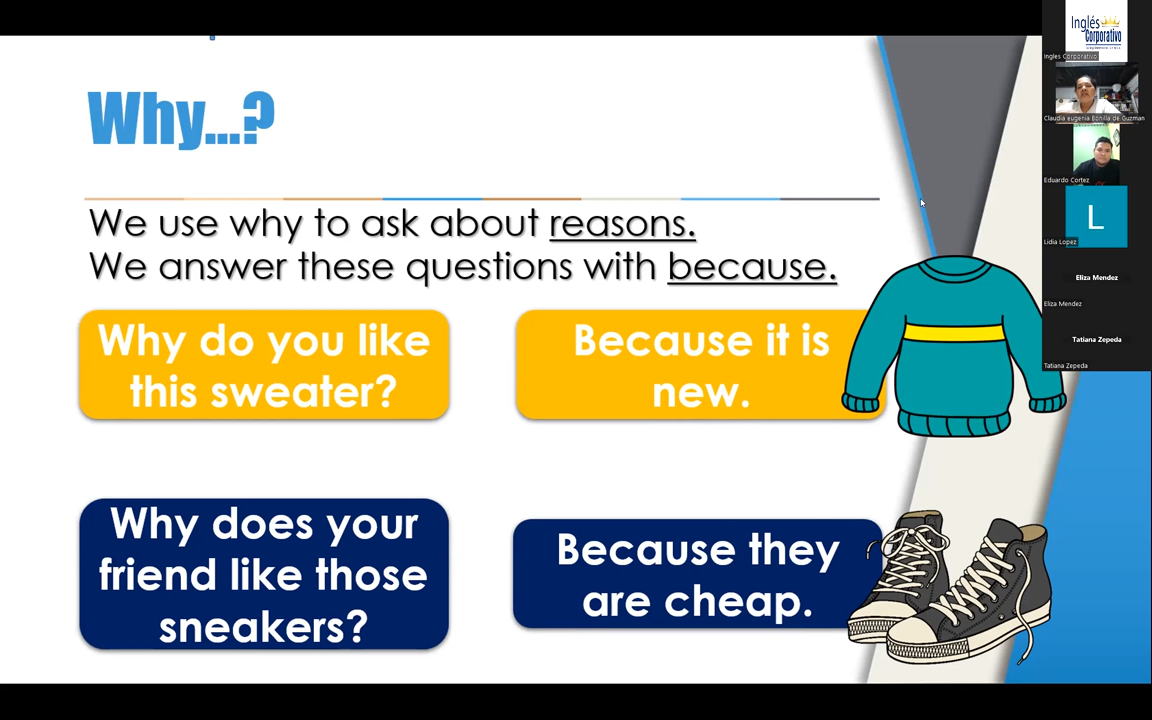 Why...?
We use why to ask about reasons.
We answer these questions with because.
Why do you like
this sweater?
Because it is
new.
Why does your
friend like those
sneakers?
Because they
are cheap.
Inglés
Corporativo
Ingles Corporativo
Claudia eugenia Bonilla de Guzman
Eduardo Cortez
L
Lidia Lopez
Eliza Mendez
Eliza Mendez
Tatiana Zepeda
Tatiana Zepeda